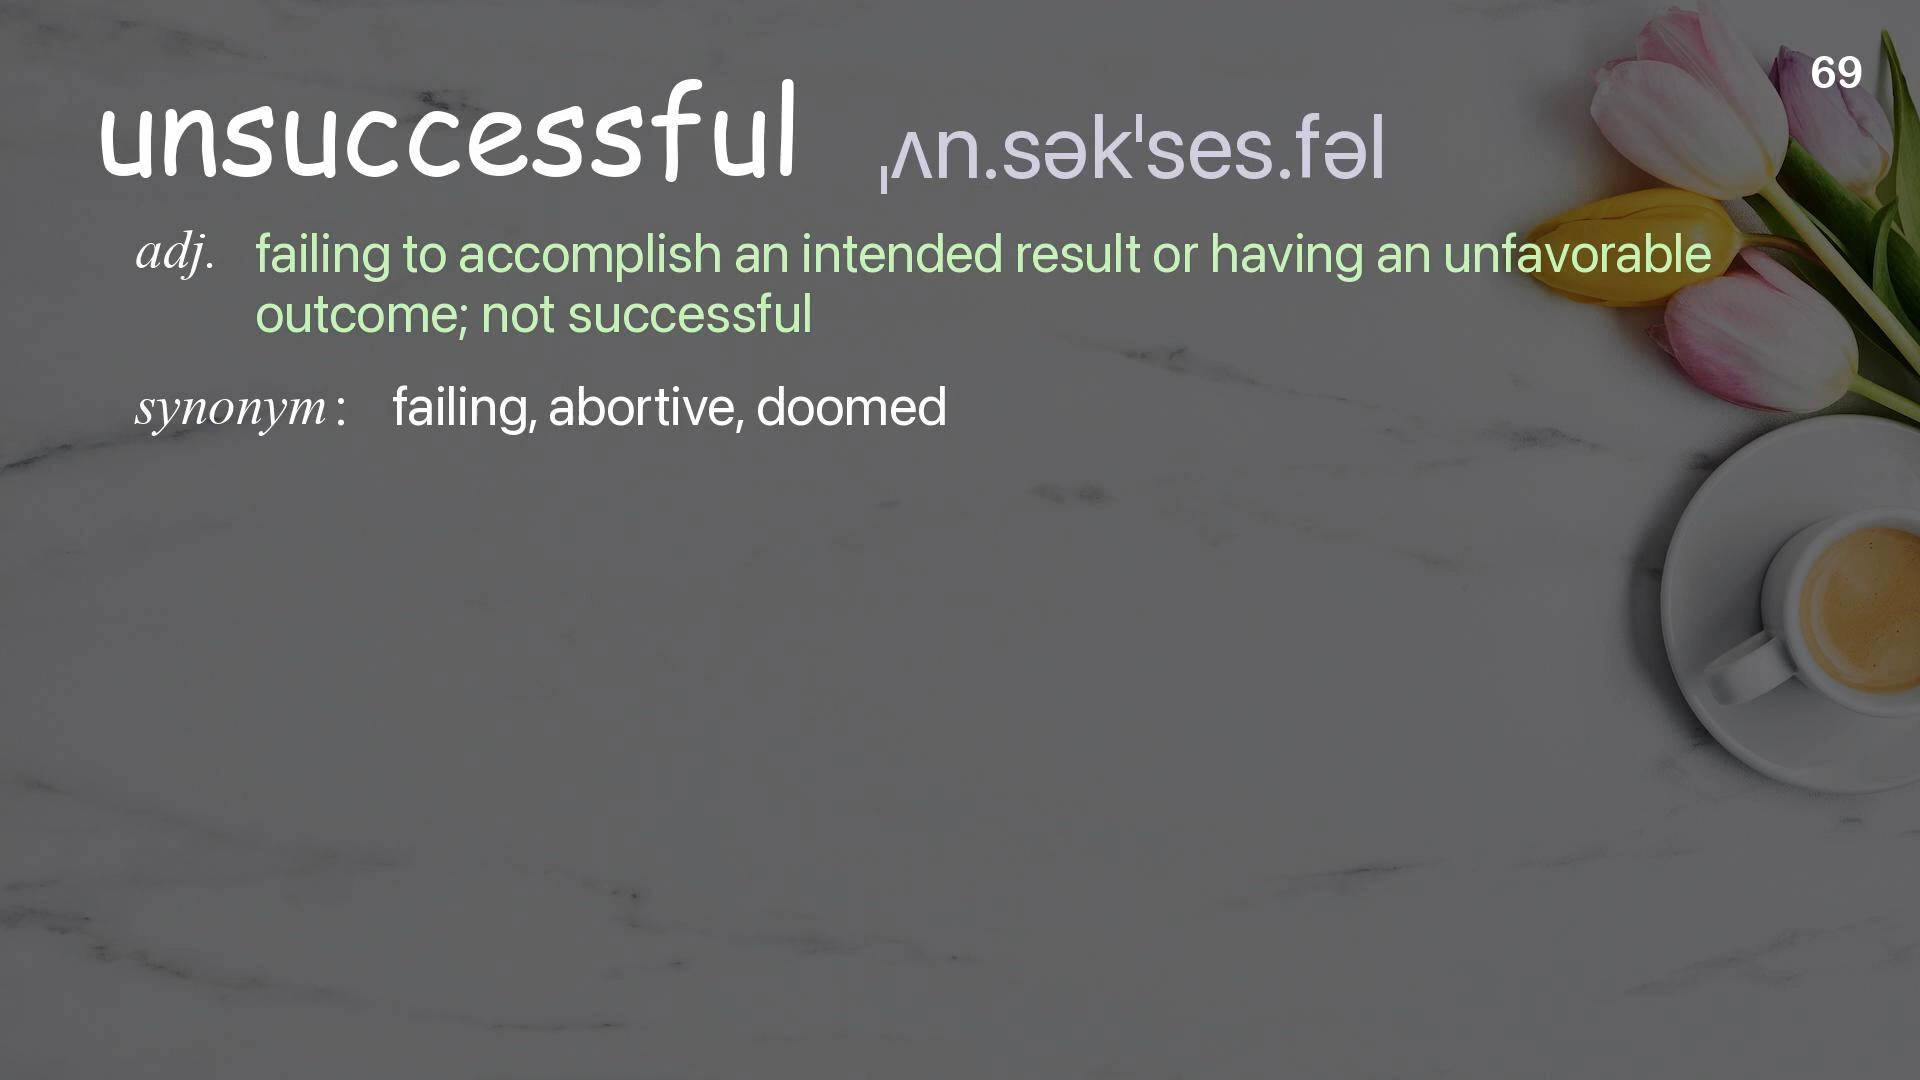 69
unsuccessful ˌʌn.səkˈses.fəl
adj. failing to accomplish an intended result or having an unfavorable
outcome; not successful
synonym : failing, abortive, doomed